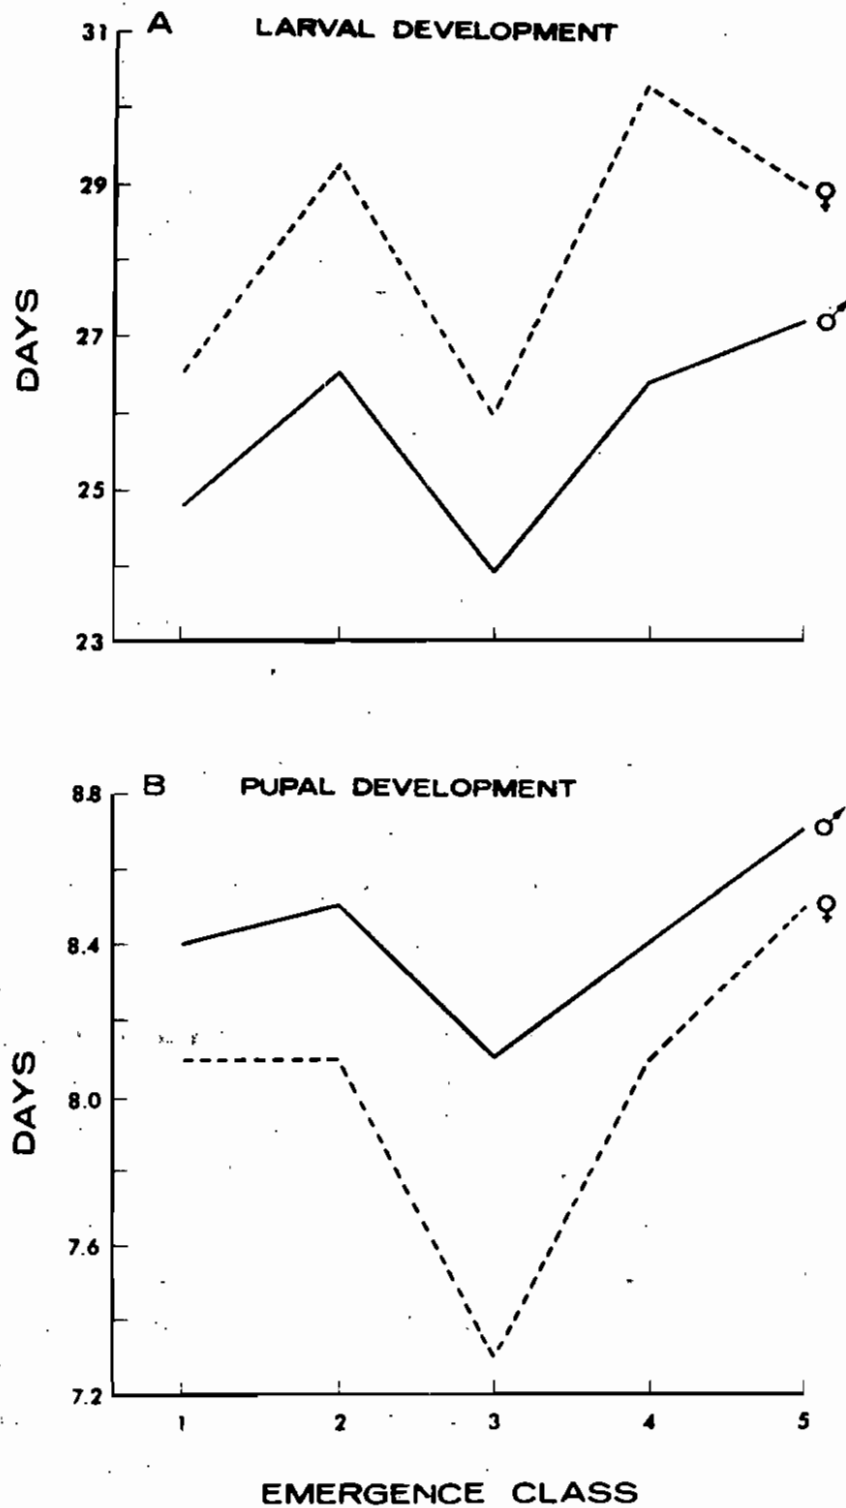 A LARVAL DEVELOPMENT
31
29
♀
27
♂
25
23
DAYS
B PUPAL DEVELOPMENT
8.8
♂
♀
8.4
8.0
7.6
7.2
DAYS
1 2 3 4 5
EMERGENCE CLASS